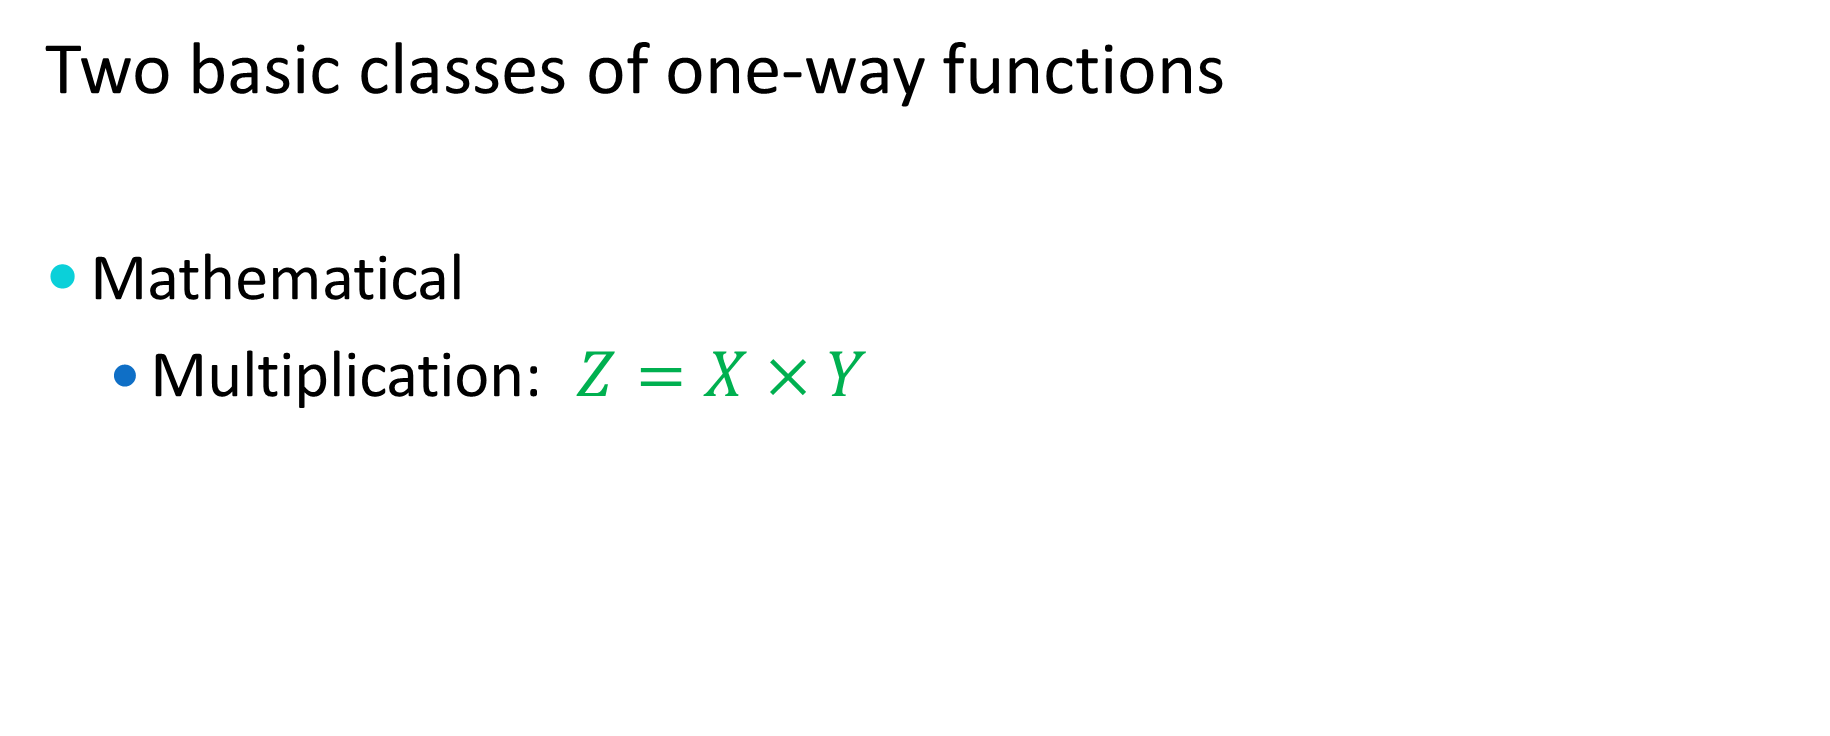 Two basic classes of one-way functions
• Mathematical
• Multiplication: Z = X × Y